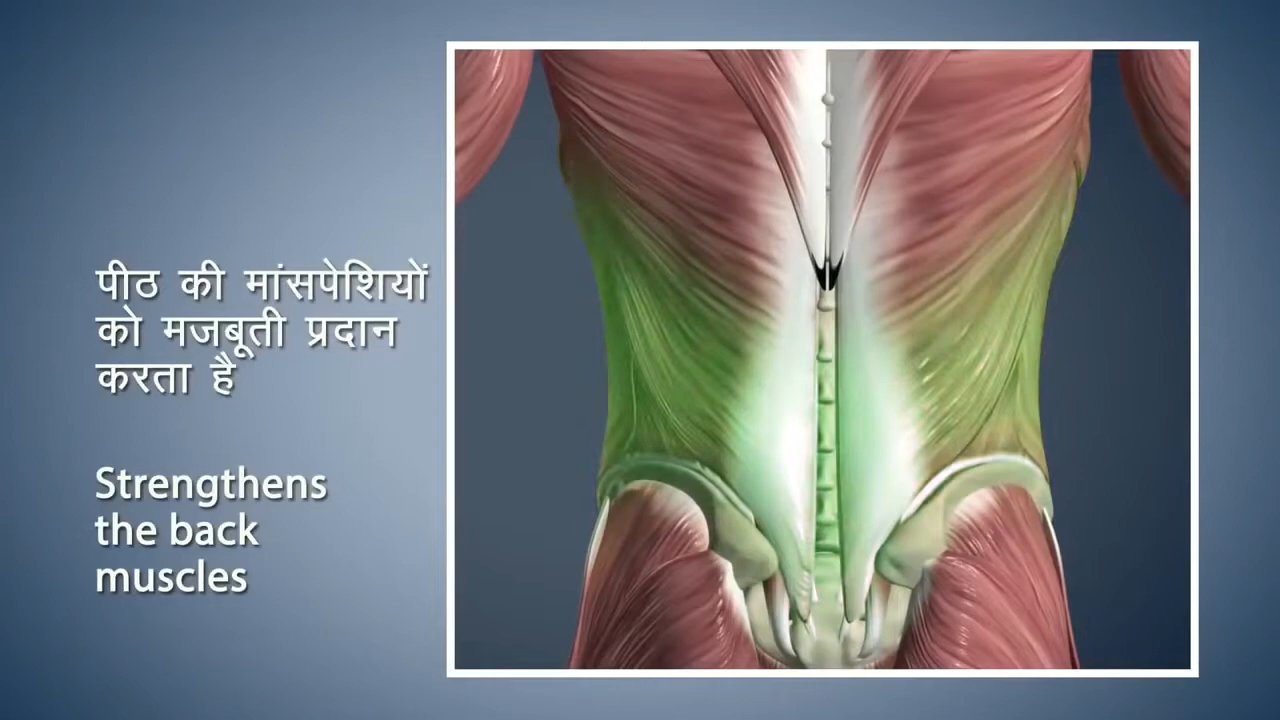 पीठ की मांसपेशियों
को मजबूती प्रदान
करता है
Strengthens
the back
muscles